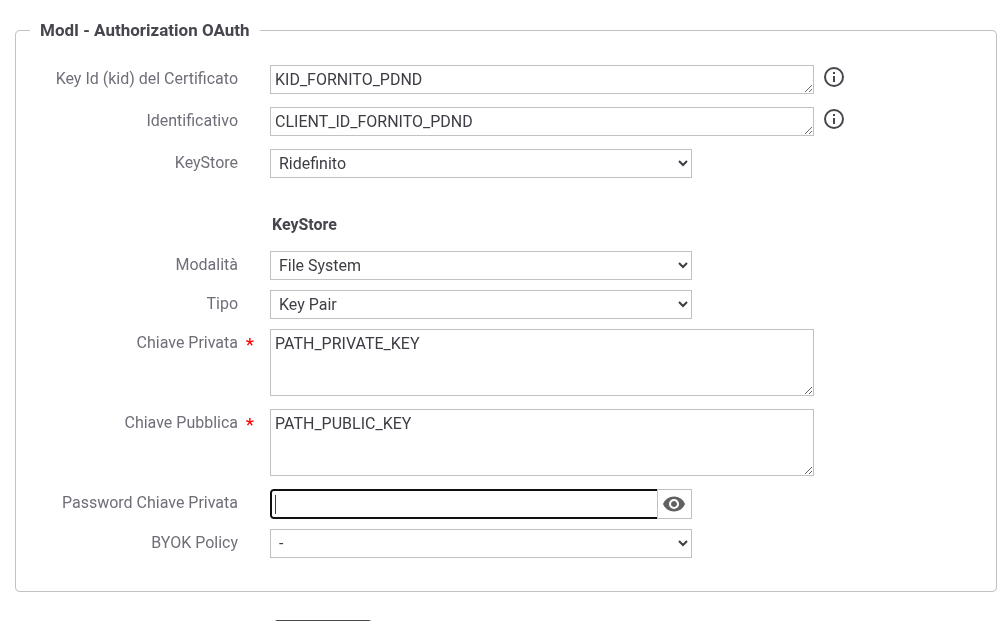 ModI - Authorization OAuth
Key Id (kid) del Certificato KID_FORNITO_PDND
Identificativo CLIENT_ID_FORNITO_PDND
KeyStore Ridefinito
KeyStore
Modalità File System
Tipo Key Pair
Chiave Privata * PATH_PRIVATE_KEY
Chiave Pubblica * PATH_PUBLIC_KEY
Password Chiave Privata
BYOK Policy -